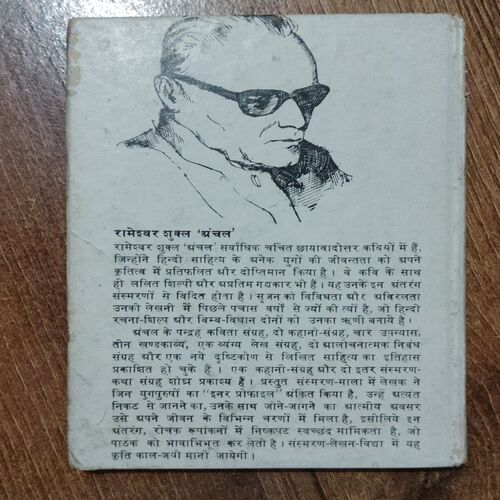 रामेश्वर शुक्ल 'अंचल'
रामेश्वर शुक्ल 'अंचल' सर्वाधिक चर्चित छायावादोत्तर कवियों में हैं,
जिन्होंने हिन्दी साहित्य के अनेक युगों की जीवन्तता को अपने
कृतित्व में प्रतिफलित और दीप्तिमान किया है। ये कवि के साथ
ही ललित शिल्पी और अप्रतिम गद्यकार भी हैं। यह उनके इन अंतरंग
संस्मरणों से विदित होता है। सृजन की विविधता और अविरलता
उनकी लेखनी में पिछले पचास वर्षों से ज्यों की त्यों है, जो हिन्दी
रचना-शिल्प और बिम्ब-विधान दोनों को उनका ऋणी बनाये है।
अंचल के पन्द्रह कविता संग्रह, दो कहानी-संग्रह, चार उपन्यास,
तीन खण्डकाव्य, एक व्यंग्य लेख संग्रह, दो आलोचनात्मक निबंध
संग्रह और एक नये दृष्टिकोण से लिखित साहित्य का इतिहास
प्रकाशित हो चुके हैं। एक कहानी-संग्रह और दो इतर संस्मरण-
कथा संग्रह शीघ्र प्रकाश्य हैं। प्रस्तुत संस्मरण-माला में लेखक ने
जिन युगपुरुषों का "इनर प्रोफाइल" अंकित किया है, उन्हें अत्यंत
निकट से जानने का, उनके साथ जीने-जागने का आत्मीय अवसर
उसे अपने जीवन के विभिन्न चरणों में मिला है, इसीलिये इन
अंतरंग, रोचक रूपांकनों में निष्कपट स्वच्छंद मार्मिकता है, जो
पाठक को भावाभिभूत कर लेती है। संस्मरण-लेखन-विद्या में यह
कृति काल-जयी मानी जायेगी।